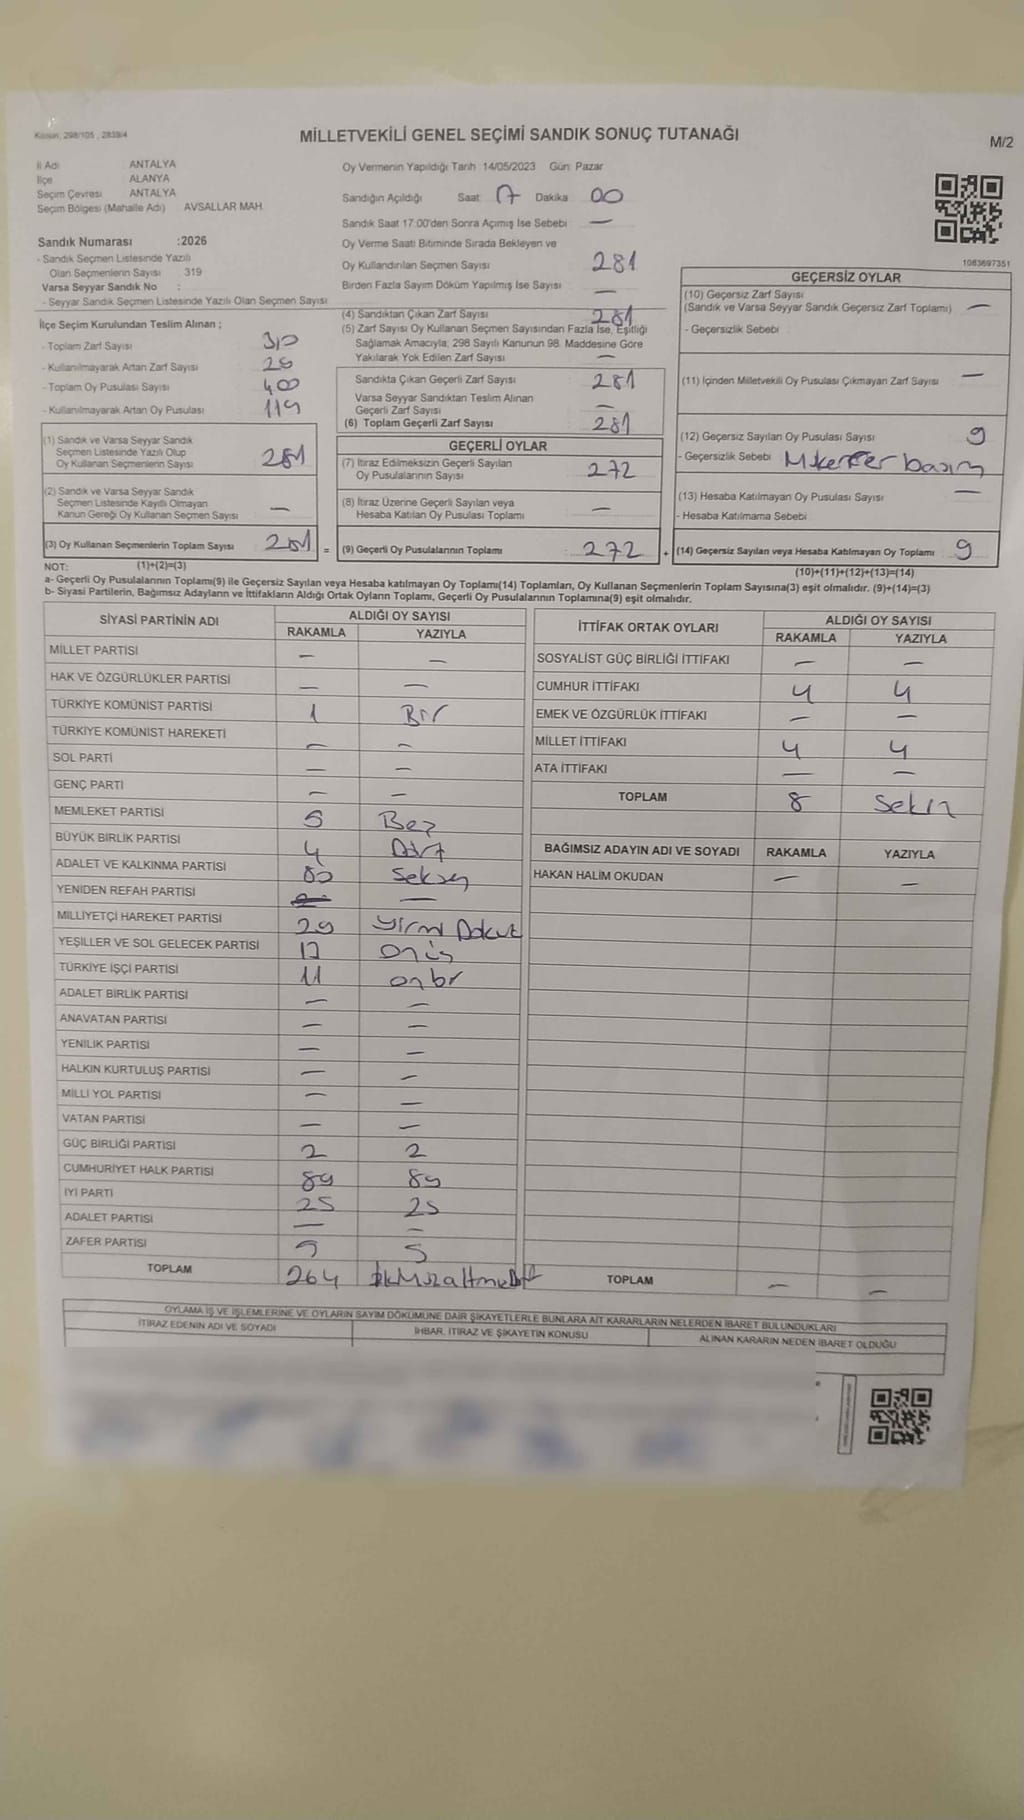 Kanun; 298/105 , 2839/4
MİLLETVEKİLİ GENEL SEÇİMİ SANDIK SONUÇ TUTANAĞI
M/2
İl Adı ANTALYA
İlçe ALANYA
Seçim Çevresi ANTALYA
Seçim Bölgesi (Mahalle Adı) AVSALLAR MAH.
Sandık Numarası :2026
- Sandık Seçmen Listesinde Yazılı
Olan Seçmenlerin Sayısı 319
Varsa Seyyar Sandık No :
- Seyyar Sandık Seçmen Listesinde Yazılı Olan Seçmen Sayısı
Oy Vermenin Yapıldığı Tarih 14/05/2023 Gün: Pazar
Sandığın Açıldığı Saat: 17 Dakika 00
Sandık Saat 17:00'den Sonra Açımış İse Sebebi —
Oy Verme Saati Bitiminde Sırada Bekleyen ve
Oy Kullandırılan Seçmen Sayısı 281
Birden Fazla Sayım Döküm Yapılmış İse Sayısı —
1083697351
İlçe Seçim Kurulundan Teslim Alınan ;
- Toplam Zarf Sayısı
- Kullanılmayarak Artan Zarf Sayısı
- Toplam Oy Pusulası Sayısı 400
- Kullanılmayarak Artan Oy Pusulası 119
(4) Sandıktan Çıkan Zarf Sayısı 281
(5) Zarf Sayısı Oy Kullanan Seçmen Sayısından Fazla İse, Eşitliği
Sağlamak Amacıyla, 298 Sayılı Kanunun 98. Maddesine Göre
Yakılarak Yok Edilen Zarf Sayısı —
Sandıkta Çıkan Geçerli Zarf Sayısı 281
Varsa Seyyar Sandıktan Teslim Alınan
Geçerli Zarf Sayısı —
(6) Toplam Geçerli Zarf Sayısı 281
GEÇERSİZ OYLAR
(10) Geçersiz Zarf Sayısı
(Sandık ve Varsa Seyyar Sandık Geçersiz Zarf Toplamı) —
- Geçersizlik Sebebi
(11) İçinden Milletvekili Oy Pusulası Çıkmayan Zarf Sayısı —
(12) Geçersiz Sayılan Oy Pusulası Sayısı 9
- Geçersizlik Sebebi
(13) Hesaba Katılmayan Oy Pusulası Sayısı —
- Hesaba Katılmama Sebebi
(14) Geçersiz Sayılan veya Hesaba Katılmayan Oy Toplamı 9
(10)+(11)+(12)+(13)=(14)
(1) Sandık ve Varsa Seyyar Sandık
Seçmen Listesinde Yazılı Olup
Oy Kullanan Seçmenlerin Sayısı 281
(2) Sandık ve Varsa Seyyar Sandık
Seçmen Listesinde Kayıtlı Olmayan
Kanun Gereği Oy Kullanan Seçmen Sayısı —
(3) Oy Kullanan Seçmenlerin Toplam Sayısı 281 =
GEÇERLİ OYLAR
(7) İtiraz Edilmeksizin Geçerli Sayılan
Oy Pusulalarının Sayısı 272
(8) İtiraz Üzerine Geçerli Sayılan veya
Hesaba Katılan Oy Pusulası Toplamı —
(9) Geçerli Oy Pusulalarının Toplamı : 272 +
NOT: (1)+(2)=(3)
a- Geçerli Oy Pusulalarının Toplamı(9) ile Geçersiz Sayılan veya Hesaba katılmayan Oy Toplamı(14) Toplamları, Oy Kullanan Seçmenlerin Toplam Sayısına(3) eşit olmalıdır. (9)+(14)=(3)
b- Siyasi Partilerin, Bağımsız Adayların ve İttifakların Aldığı Ortak Oyların Toplamı, Geçerli Oy Pusulalarının Toplamına(9) eşit olmalıdır.
SİYASİ PARTİNİN ADI ALDIĞI OY SAYISI
RAKAMLA YAZIYLA
MİLLET PARTİSİ — —
HAK VE ÖZGÜRLÜKLER PARTİSİ — —
TÜRKİYE KOMÜNİST PARTİSİ 1 Bir
TÜRKİYE KOMÜNİST HAREKETİ — —
SOL PARTİ — —
GENÇ PARTİ — —
MEMLEKET PARTİSİ 5 Beş
BÜYÜK BİRLİK PARTİSİ 4 Dört
ADALET VE KALKINMA PARTİSİ 80 Seksen
YENİDEN REFAH PARTİSİ —
MİLLİYETÇİ HAREKET PARTİSİ 29 Yirmi Dokuz
YEŞİLLER VE SOL GELECEK PARTİSİ
TÜRKİYE İŞÇİ PARTİSİ 11 onbir
ADALET BİRLİK PARTİSİ — —
ANAVATAN PARTİSİ — —
YENİLİK PARTİSİ — —
HALKIN KURTULUŞ PARTİSİ — —
MİLLİ YOL PARTİSİ — —
VATAN PARTİSİ — —
GÜÇ BİRLİĞİ PARTİSİ 2 2
CUMHURİYET HALK PARTİSİ 89 89
İYİ PARTİ 25 25
ADALET PARTİSİ — —
ZAFER PARTİSİ 5 5
TOPLAM 264
İTTİFAK ORTAK OYLARI ALDIĞI OY SAYISI
RAKAMLA YAZIYLA
SOSYALİST GÜÇ BİRLİĞİ İTTİFAKI — —
CUMHUR İTTİFAKI 4 4
EMEK VE ÖZGÜRLÜK İTTİFAKI — —
MİLLET İTTİFAKI 4 4
ATA İTTİFAKI — —
TOPLAM 8 Sekiz
BAĞIMSIZ ADAYIN ADI VE SOYADI RAKAMLA YAZIYLA
HAKAN HALİM OKUDAN — —
TOPLAM — —
OYLAMA İŞ VE İŞLEMLERİNE VE OYLARIN SAYIM DÖKÜMÜNE DAİR ŞİKAYETLERLE BUNLARA AİT KARARLARIN NELERDEN İBARET BULUNDUKLARI
İTİRAZ EDENİN ADI VE SOYADI İHBAR, İTİRAZ VE ŞİKAYETİN KONUSU ALINAN KARARIN NEDEN İBARET OLDUĞU